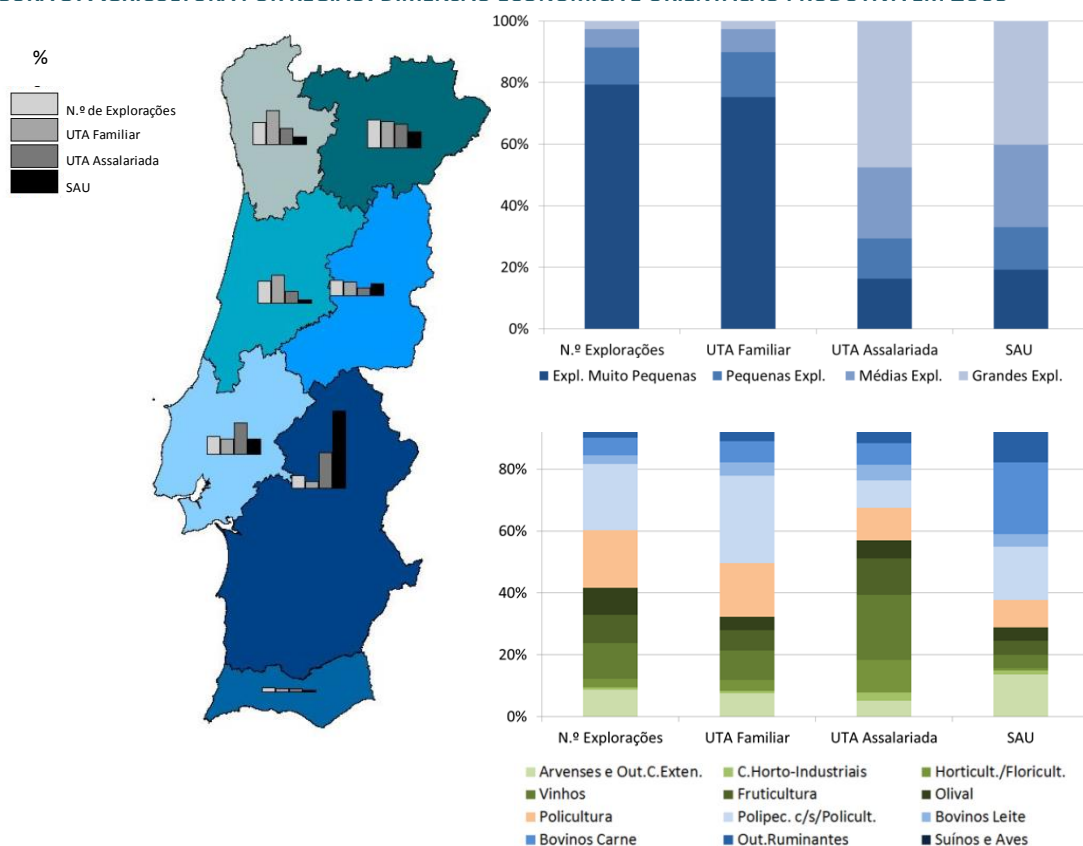 %
N.º de Explorações
UTA Familiar
UTA Assalariada
SAU
100%
80%
60%
40%
20%
0%
N.º Explorações UTA Familiar UTA Assalariada SAU
Expl. Muito Pequenas Pequenas Expl. Médias Expl. Grandes Expl.
80%
60%
40%
20%
0%
N.º Explorações UTA Familiar UTA Assalariada SAU
Arvenses e Out.C.Exten. C.Horto-Industriais Horticult./Floricult.
Vinhos Fruticultura Olival
Policultura Polipec. c/s/Policult. Bovinos Leite
Bovinos Carne Out.Ruminantes Suínos e Aves